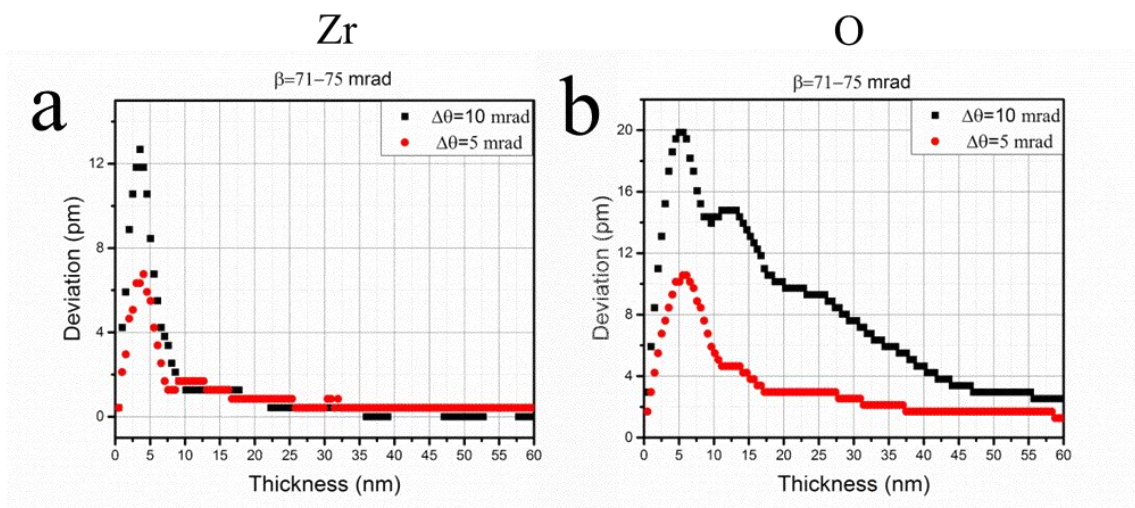 Zr
O
a
β=71–75 mrad
Δθ=10 mrad
Δθ=5 mrad
Deviation (pm)
12
8
4
0
0 5 10 15 20 25 30 35 40 45 50 55 60
Thickness (nm)
b
β=71–75 mrad
Δθ=10 mrad
Δθ=5 mrad
Deviation (pm)
20
16
12
8
4
0
0 5 10 15 20 25 30 35 40 45 50 55 60
Thickness (nm)